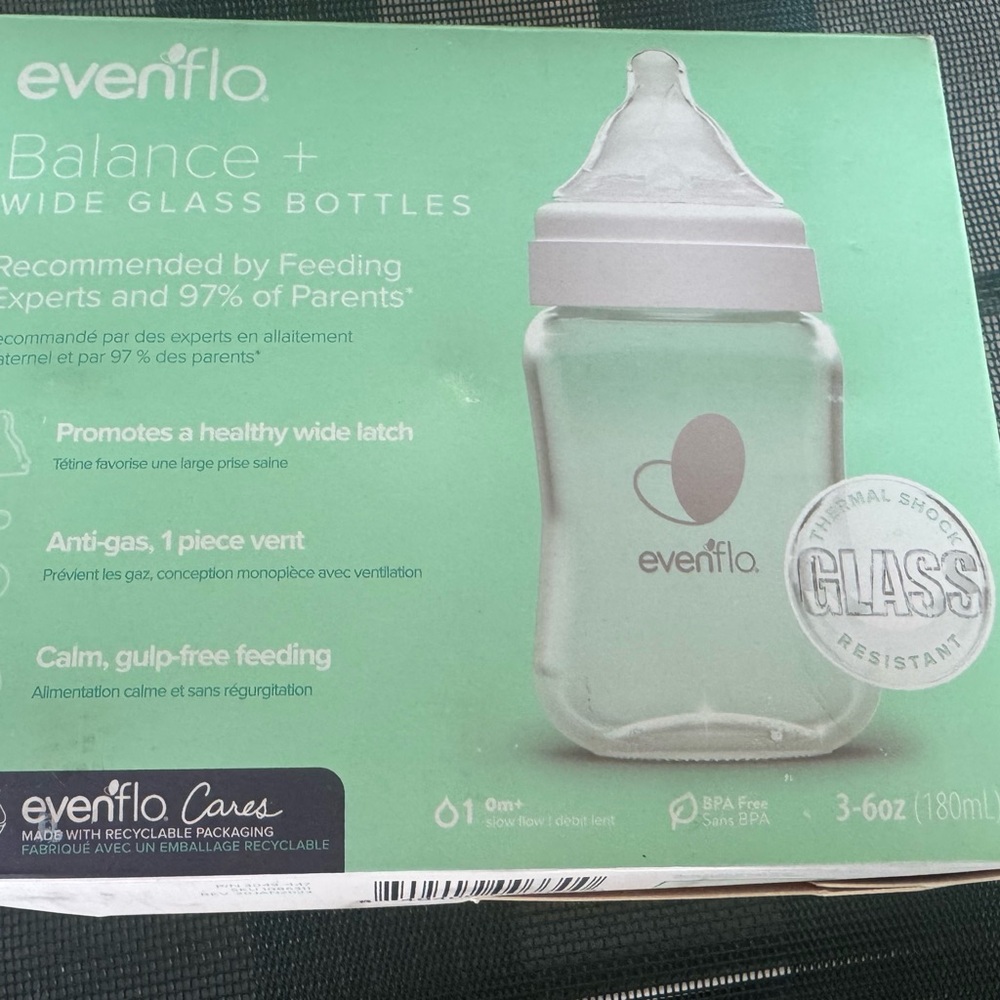 evenflo.
Balance +
WIDE GLASS BOTTLES
Recommended by Feeding
Experts and 97% of Parents*
ecommandé par des experts en allaitement
aternel et par 97 % des parents*
Promotes a healthy wide latch
Tétine favorise une large prise saine
Anti-gas, 1 piece vent
Prévient les gaz, conception monopièce avec ventilation
Calm, gulp-free feeding
Alimentation calme et sans régurgitation
evenflo.
THERMAL SHOCK
GLASS
RESISTANT
evenflo. Cares
MADE WITH RECYCLABLE PACKAGING
FABRIQUÉ AVEC UN EMBALLAGE RECYCLABLE
1 0m+
slow flow | débit lent
BPA Free
Sans BPA
3-6oz (180mL)